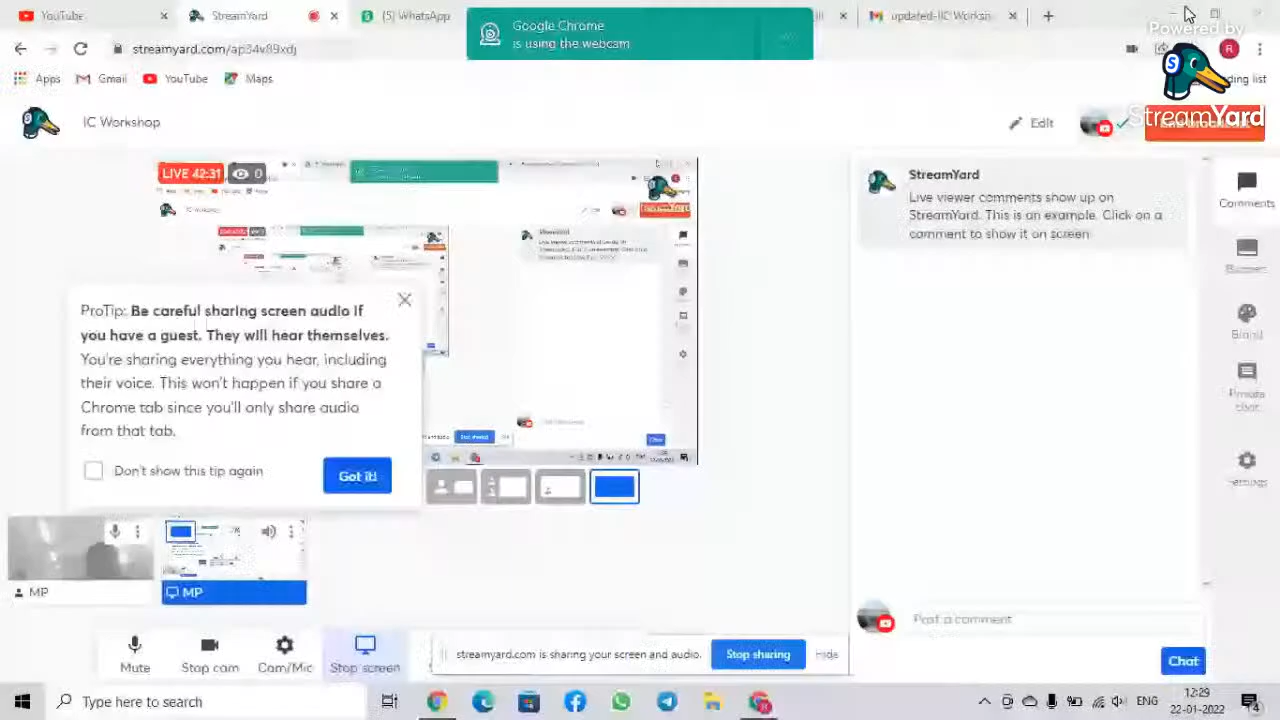 YouTube
StreamYard
(2) WhatsApp
Google Chrome
is using the webcam
updated-IC Worksh
streamyard.com/ap34v89xdj
Powered by
StreamYard
Apps
Gmail
YouTube
Maps
IC Workshop
Edit
LIVE 42:31
0
StreamYard
Live viewer comments show up on
StreamYard. This is an example. Click on a
comment to show it on screen
Comments
Brand
Private
chat
Settings
ProTip: Be careful sharing screen audio if
you have a guest. They will hear themselves.
You're sharing everything you hear, including
their voice. This won't happen if you share a
Chrome tab since you'll only share audio
from that tab.
Don't show this tip again
Got it!
MP
MP
Post a comment
Chat
Mute
Stop cam
Cam/Mic
Stop screen
streamyard.com is sharing your screen and audio.
Stop sharing
Hide
Type here to search
ENG
12:29
22-01-2022
4